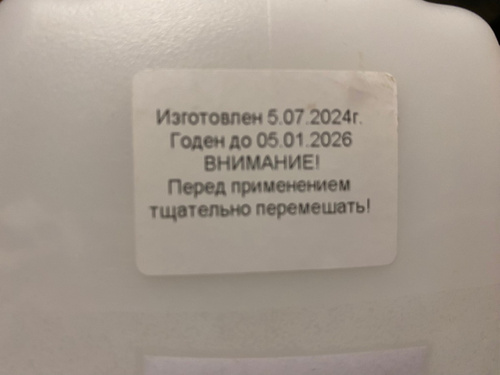 Изготовлен 5.07.2024г.
Годен до 05.01.2026
ВНИМАНИЕ!
Перед применением
тщательно перемешать!